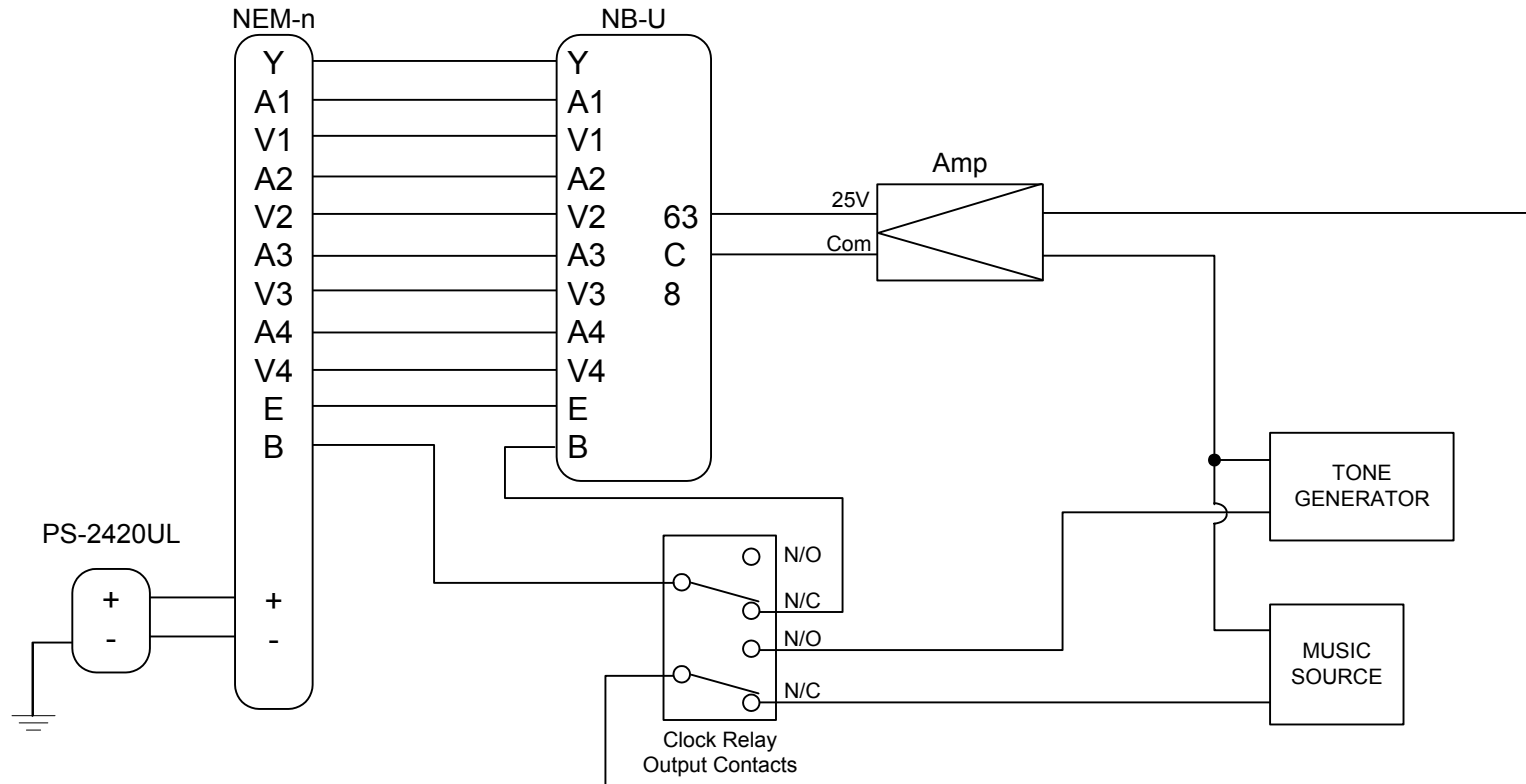 NEM-n
NB-U
Y
A1
V1
A2
V2
A3
V3
A4
V4
E
B
+
-
Y
A1
V1
A2
V2
A3
V3
A4
V4
E
B
63
C
8
Amp
25V
Com
TONE
GENERATOR
MUSIC
SOURCE
PS-2420UL
+
-
N/O
N/C
N/O
N/C
Clock Relay
Output Contacts